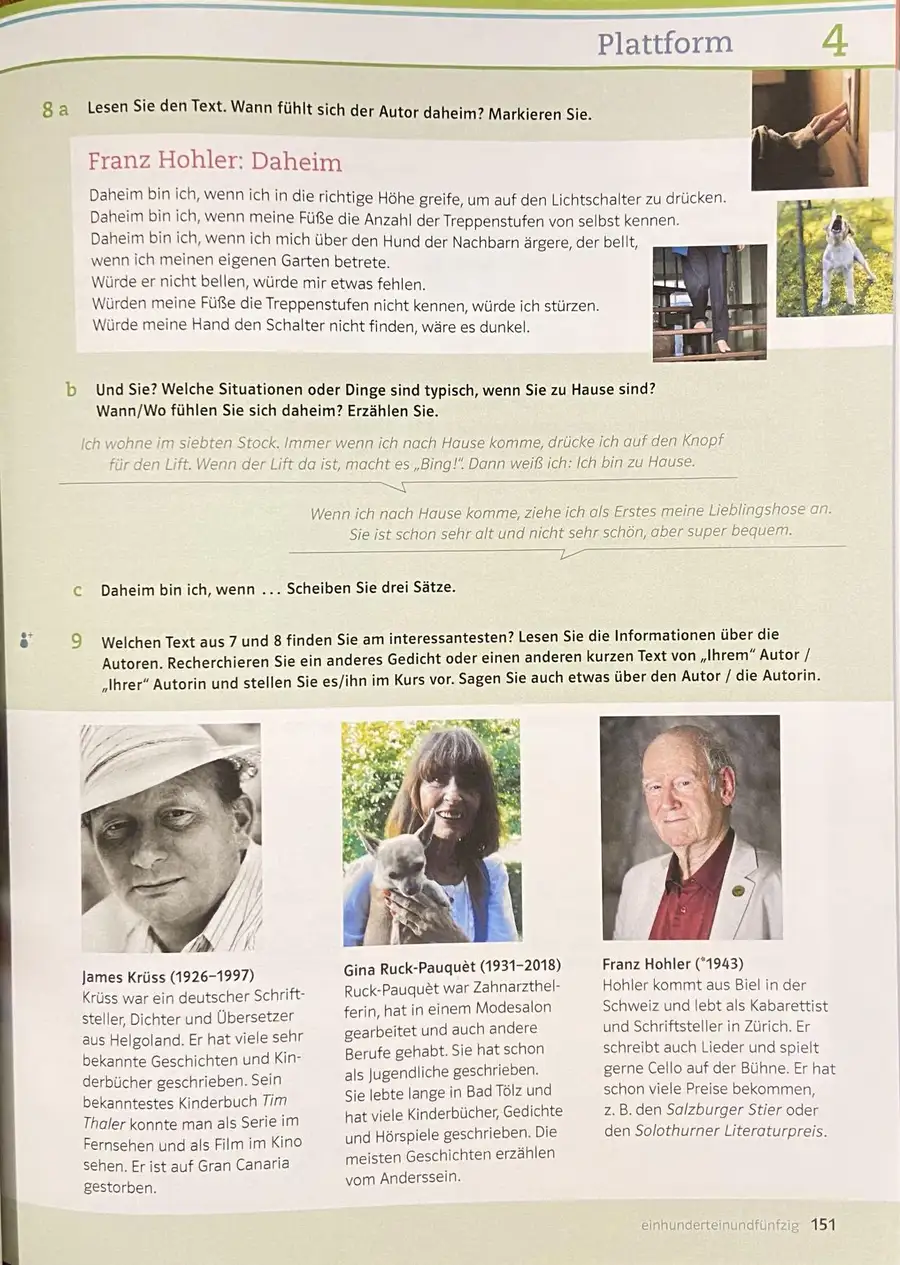 Plattform 4
8 a Lesen Sie den Text. Wann fühlt sich der Autor daheim? Markieren Sie.
Franz Hohler: Daheim
Daheim bin ich, wenn ich in die richtige Höhe greife, um auf den Lichtschalter zu drücken.
Daheim bin ich, wenn meine Füße die Anzahl der Treppenstufen von selbst kennen.
Daheim bin ich, wenn ich mich über den Hund der Nachbarn ärgere, der bellt,
wenn ich meinen eigenen Garten betrete.
Würde er nicht bellen, würde mir etwas fehlen.
Würden meine Füße die Treppenstufen nicht kennen, würde ich stürzen.
Würde meine Hand den Schalter nicht finden, wäre es dunkel.
b Und Sie? Welche Situationen oder Dinge sind typisch, wenn Sie zu Hause sind?
Wann/Wo fühlen Sie sich daheim? Erzählen Sie.
Ich wohne im siebten Stock. Immer wenn ich nach Hause komme, drücke ich auf den Knopf
für den Lift. Wenn der Lift da ist, macht es „Bing!“. Dann weiß ich: Ich bin zu Hause.
Wenn ich nach Hause komme, ziehe ich als Erstes meine Lieblingshose an.
Sie ist schon sehr alt und nicht sehr schön, aber super bequem.
c Daheim bin ich, wenn ... Scheiben Sie drei Sätze.
9 Welchen Text aus 7 und 8 finden Sie am interessantesten? Lesen Sie die Informationen über die
Autoren. Recherchieren Sie ein anderes Gedicht oder einen anderen kurzen Text von „Ihrem“ Autor /
„Ihrer“ Autorin und stellen Sie es/ihn im Kurs vor. Sagen Sie auch etwas über den Autor / die Autorin.
James Krüss (1926–1997)
Krüss war ein deutscher Schrift-
steller, Dichter und Übersetzer
aus Helgoland. Er hat viele sehr
bekannte Geschichten und Kin-
derbücher geschrieben. Sein
bekanntestes Kinderbuch Tim
Thaler konnte man als Serie im
Fernsehen und als Film im Kino
sehen. Er ist auf Gran Canaria
gestorben.
Gina Ruck-Pauquèt (1931–2018)
Ruck-Pauquèt war Zahnarzthel-
ferin, hat in einem Modesalon
gearbeitet und auch andere
Berufe gehabt. Sie hat schon
als Jugendliche geschrieben.
Sie lebte lange in Bad Tölz und
hat viele Kinderbücher, Gedichte
und Hörspiele geschrieben. Die
meisten Geschichten erzählen
vom Anderssein.
Franz Hohler (*1943)
Hohler kommt aus Biel in der
Schweiz und lebt als Kabarettist
und Schriftsteller in Zürich. Er
schreibt auch Lieder und spielt
gerne Cello auf der Bühne. Er hat
schon viele Preise bekommen,
z. B. den Salzburger Stier oder
den Solothurner Literaturpreis.
einhunderteinundfünfzig 151